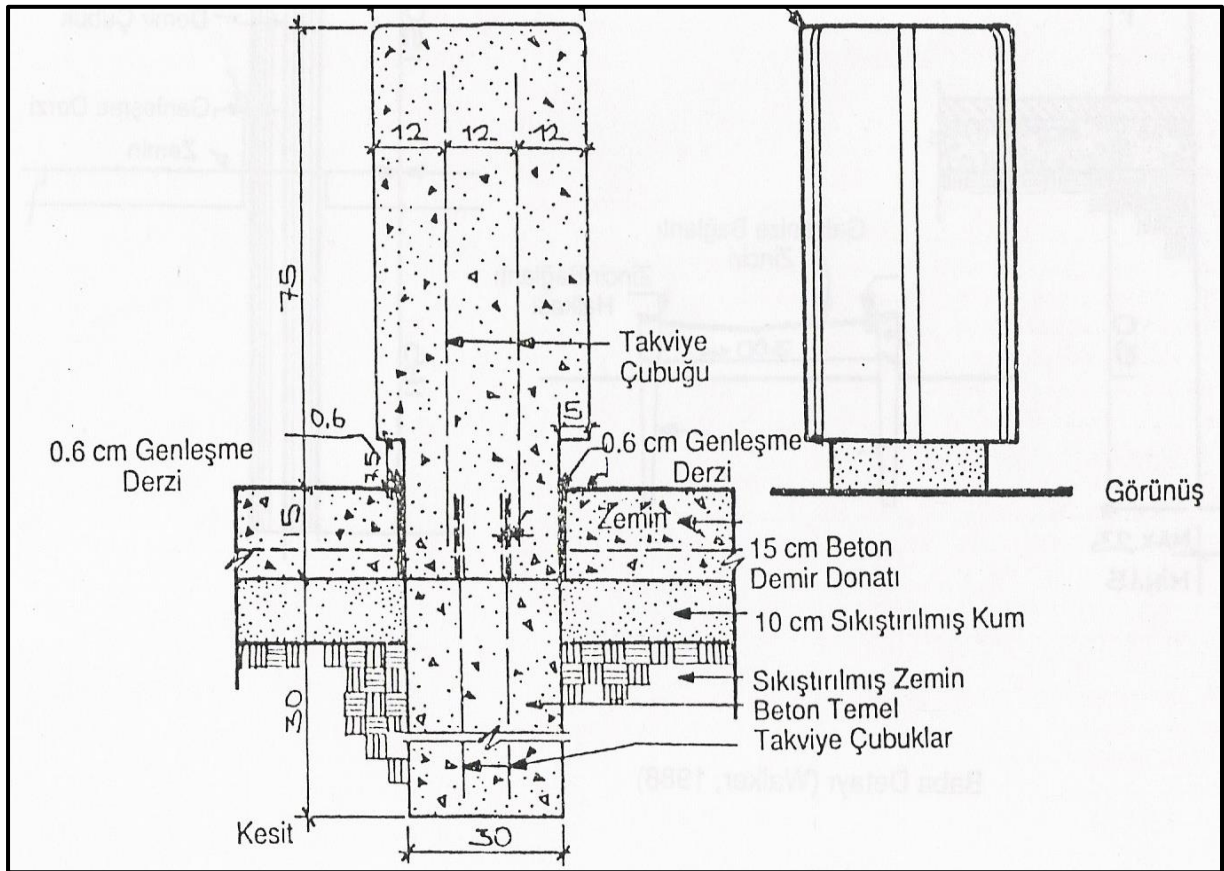 12 12 12
75
Takviye
Çubuğu
0.6
15
0.6 cm Genleşme
Derzi
7.5
0.6 cm Genleşme
Derzi
Görünüş
15
Zemin
15 cm Beton
Demir Donatı
10 cm Sıkıştırılmış Kum
30
Sıkıştırılmış Zemin
Beton Temel
Takviye Çubuklar
Kesit
30